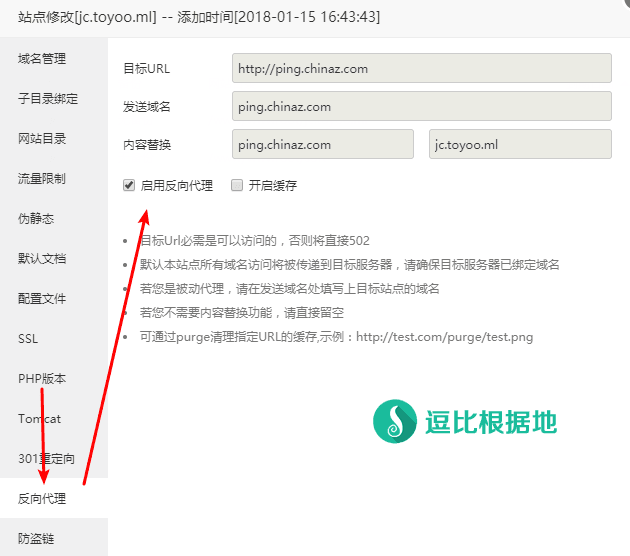 站点修改[jc.toyoo.ml] -- 添加时间[2018-01-15 16:43:43]
域名管理
子目录绑定
网站目录
流量限制
伪静态
默认文档
配置文件
SSL
PHP版本
Tomcat
301重定向
反向代理
防盗链
目标URL http://ping.chinaz.com
发送域名 ping.chinaz.com
内容替换 ping.chinaz.com jc.toyoo.ml
启用反向代理 开启缓存
目标Url必需是可以访问的，否则将直接502
默认本站点所有域名访问将被传递到目标服务器，请确保目标服务器已绑定域名
若您是被动代理，请在发送域名处填写上目标站点的域名
若您不需要内容替换功能，请直接留空
可通过purge清理指定URL的缓存,示例：http://test.com/purge/test.png
逗比根据地